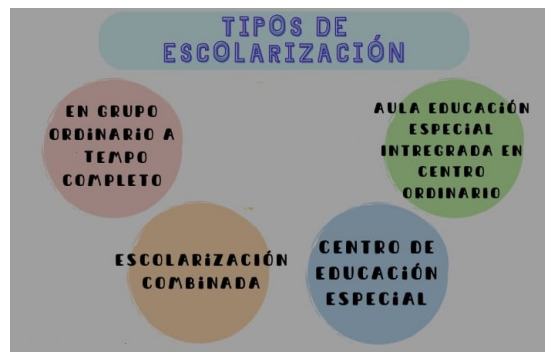 TIPOS DE
ESCOLARIZACIÓN
EN GRUPO
ORDINARIO A
TEMPO
COMPLETO
AULA EDUCACIÓN
ESPECIAL
INTREGRADA EN
CENTRO
ORDINARIO
ESCOLARIZACIÓN
COMBINADA
CENTRO DE
EDUCACIÓN
ESPECIAL